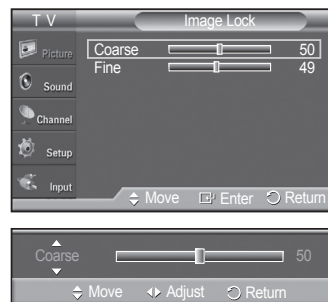 T V Image Lock
Picture
Sound
Channel
Setup
Input
Coarse 50
Fine 49
Move Enter Return
Coarse 50
Move Adjust Return